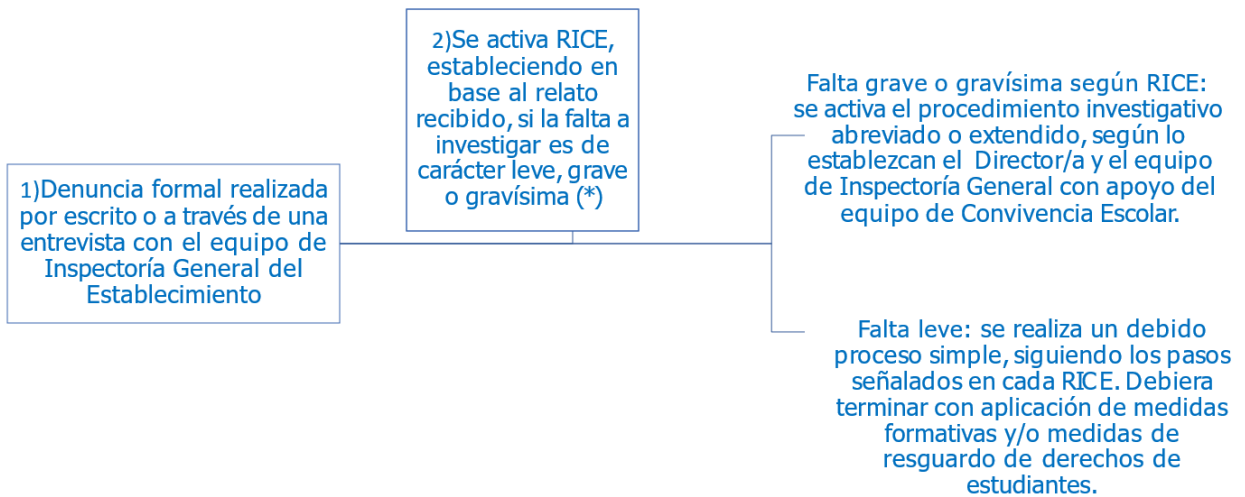 1)Denuncia formal realizada
por escrito o a través de una
entrevista con el equipo de
Inspectoría General del
Establecimiento
2)Se activa RICE,
estableciendo en
base al relato
recibido, si la falta a
investigar es de
carácter leve, grave
o gravísima (*)
Falta grave o gravísima según RICE:
se activa el procedimiento investigativo
abreviado o extendido, según lo
establezcan el Director/a y el equipo
de Inspectoría General con apoyo del
equipo de Convivencia Escolar.
Falta leve: se realiza un debido
proceso simple, siguiendo los pasos
señalados en cada RICE. Debiera
terminar con aplicación de medidas
formativas y/o medidas de
resguardo de derechos de
estudiantes.